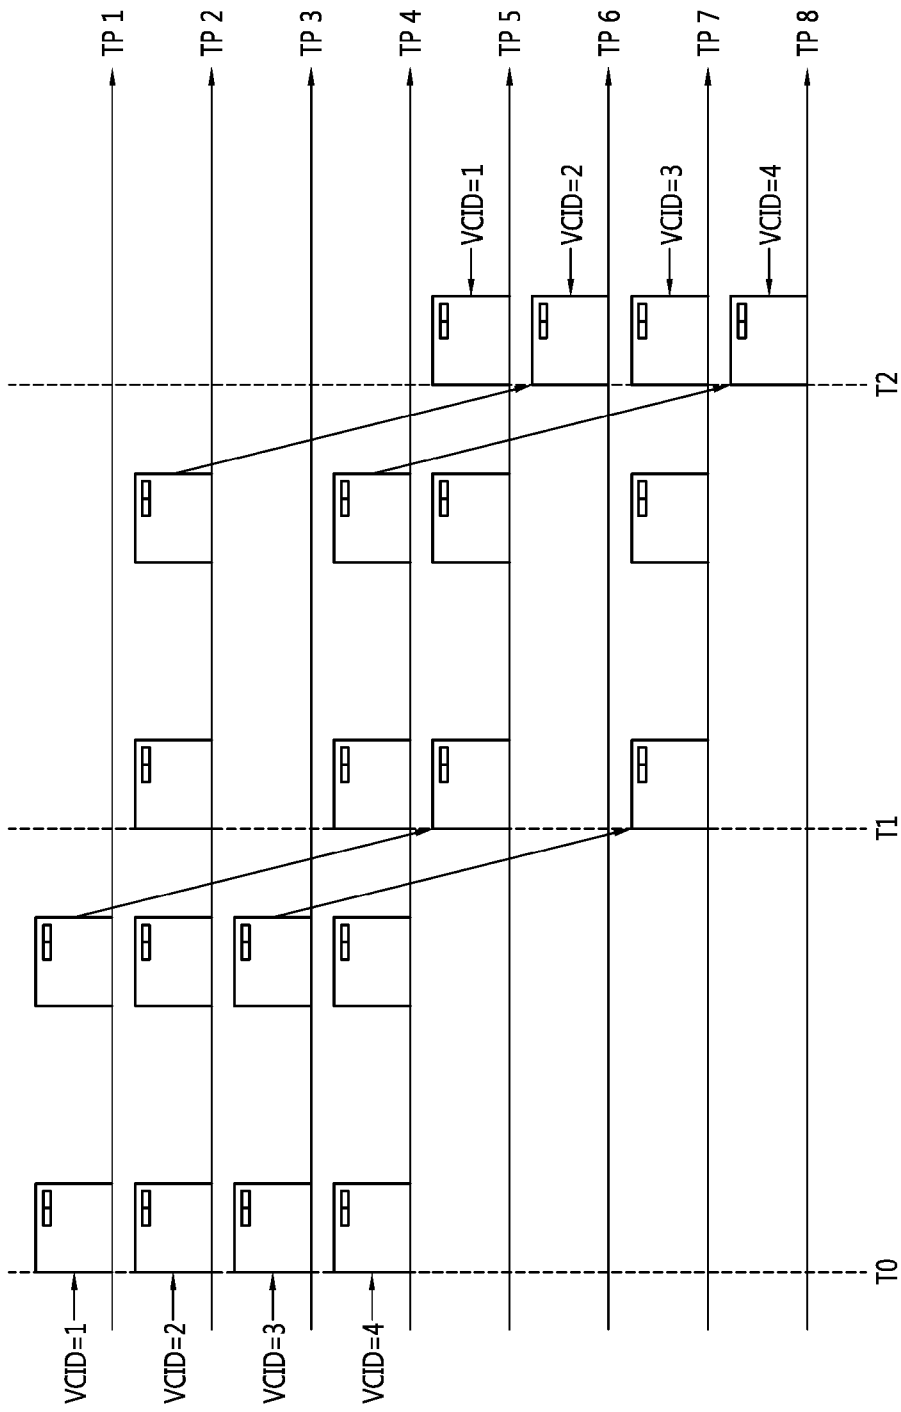 TP 1
TP 2
TP 3
TP 4
TP 5
TP 6
TP 7
TP 8
VCID=1
VCID=2
VCID=3
VCID=4
VCID=1
VCID=2
VCID=3
VCID=4
T0
T1
T2